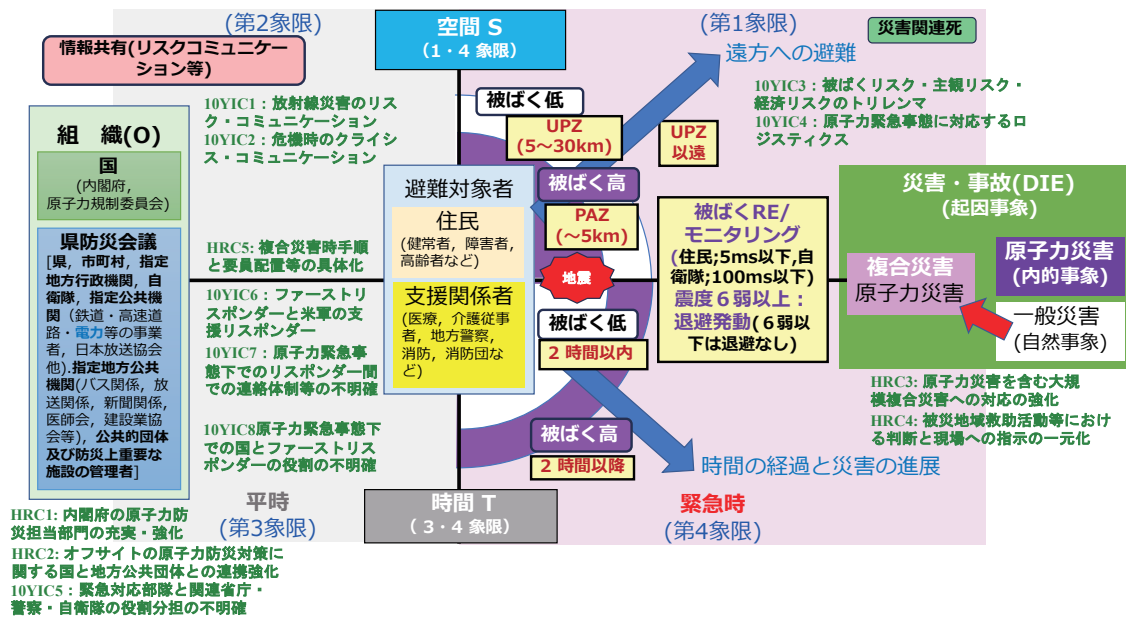 (第2象限)
空間 S
(1・4 象限)
(第1象限)
災害関連死
情報共有(リスクコミュニケー
ション等)
遠方への避難
10YIC1：放射線災害のリス
ク・コミュニケーション
10YIC2：危機時のクライシ
ス・コミュニケーション
被ばく低
UPZ
(5～30km)
UPZ
以遠
10YIC3：被ばくリスク・主観リスク・
経済リスクのトリレンマ
10YIC4：原子力緊急事態に対応するロ
ジスティクス
組　織(O)
国
(内閣府,
原子力規制委員会)
県防災会議
[県，市町村，指定
地方行政機関，自
衛隊，指定公共機
関（鉄道・高速道
路・電力等の事業
者，日本放送協会
他).指定地方公共
機関(バス関係，放
送関係，新聞関係，
医師会，建設業協
会等)，公共的団体
及び防災上重要な
施設の管理者]
HRC5：複合災害時手順
と要員配置等の具体化
10YIC6：ファーストリ
スポンダーと米軍の支
援リスポンダー
10YIC7：原子力緊急事
態下でのリスポンダー間
での連絡体制等の不明確
10YIC8原子力緊急事態下
での国とファーストリス
ポンダーの役割の不明確
避難対象者
住民
(健常者，障害者，
高齢者など)
支援関係者
(医療，介護従事
者，地方警察，
消防，消防団な
ど)
被ばく高
PAZ
(～5km)
地震
被ばく低
2 時間以内
被ばく高
2 時間以降
被ばくRE/
モニタリング
(住民;5ms以下,自
衛隊;100ms以下)
震度６弱以上：
退避発動(６弱以
下は退避なし)
災害・事故(DIE)
(起因事象)
複合災害
原子力災害
原子力災害
(内的事象)
一般災害
(自然事象)
HRC3：原子力災害を含む大規
模複合災害への対応の強化
HRC4：被災地域救助活動等におけ
る判断と現場への指示の一元化
時間の経過と災害の進展
平時
(第3象限)
時間 T
（３・４ 象限）
緊急時
(第4象限)
HRC1: 内閣府の原子力防
災担当部門の充実・強化
HRC2: オフサイトの原子力防災対策に
関する国と地方公共団体との連携強化
10YIC5：緊急対応部隊と関連省庁・
警察・自衛隊の役割分担の不明確